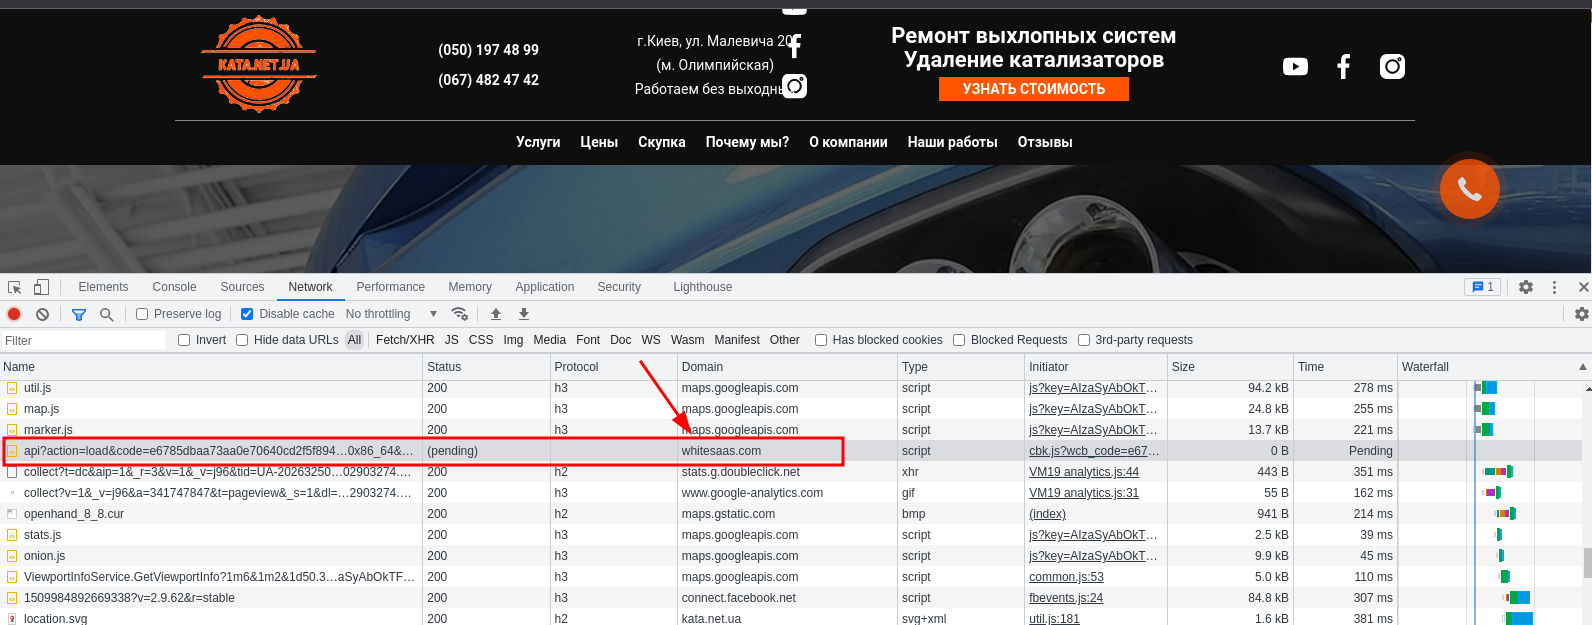 KATA.NET.UA
(050) 197 48 99
(067) 482 47 42
г.Киев, ул. Малевича
(м. Олимпийская)
Работаем без
Ремонт выхлопных систем
Удаление катализаторов
УЗНАТЬ СТОИМОСТЬ
Услуги Цены Скупка Почему мы? О компании Наши работы Отзывы
Elements Console Sources Network Performance Memory Application Security Lighthouse 1
Preserve log Disable cache No throttling
Filter Invert Hide data URLs All Fetch/XHR JS CSS Img Media Font Doc WS Wasm Manifest Other Has blocked cookies Blocked Requests 3rd-party requests
Name Status Protocol Domain Type Initiator Size Time Waterfall
util.js 200 h3 maps.googleapis.com script js?key=AIzaSyAbOkT… 94.2 kB 278 ms
map.js 200 h3 maps.googleapis.com script js?key=AIzaSyAbOkT… 24.8 kB 255 ms
marker.js 200 h3 maps.googleapis.com script js?key=AIzaSyAbOkT… 13.7 kB 221 ms
api?action=load&code=e6785dbaa73aa0e70640cd2f5f894…0x86_64&… (pending) whitesaas.com script cbk.js?wcb_code=e67… 0 B Pending
collect?t=dc&aip=1&_r=3&v=1&_v=j96&tid=UA-20263250…02903274.… 200 h2 stats.g.doubleclick.net xhr VM19 analytics.js:44 443 B 351 ms
collect?v=1&_v=j96&a=341747847&t=pageview&_s=1&dl=…2903274.… 200 h3 www.google-analytics.com gif VM19 analytics.js:31 55 B 162 ms
openhand_8_8.cur 200 h2 maps.gstatic.com bmp (index) 941 B 214 ms
stats.js 200 h3 maps.googleapis.com script js?key=AIzaSyAbOkT… 2.5 kB 39 ms
onion.js 200 h3 maps.googleapis.com script js?key=AIzaSyAbOkT… 9.9 kB 45 ms
ViewportInfoService.GetViewportInfo?1m6&1m2&1d50.3…aSyAbOkTF… 200 h3 maps.googleapis.com script common.js:53 5.0 kB 110 ms
1509984892669338?v=2.9.62&r=stable 200 h3 connect.facebook.net script fbevents.js:24 84.8 kB 307 ms
location.svg 200 h2 kata.net.ua svg+xml util.js:181 1.6 kB 381 ms